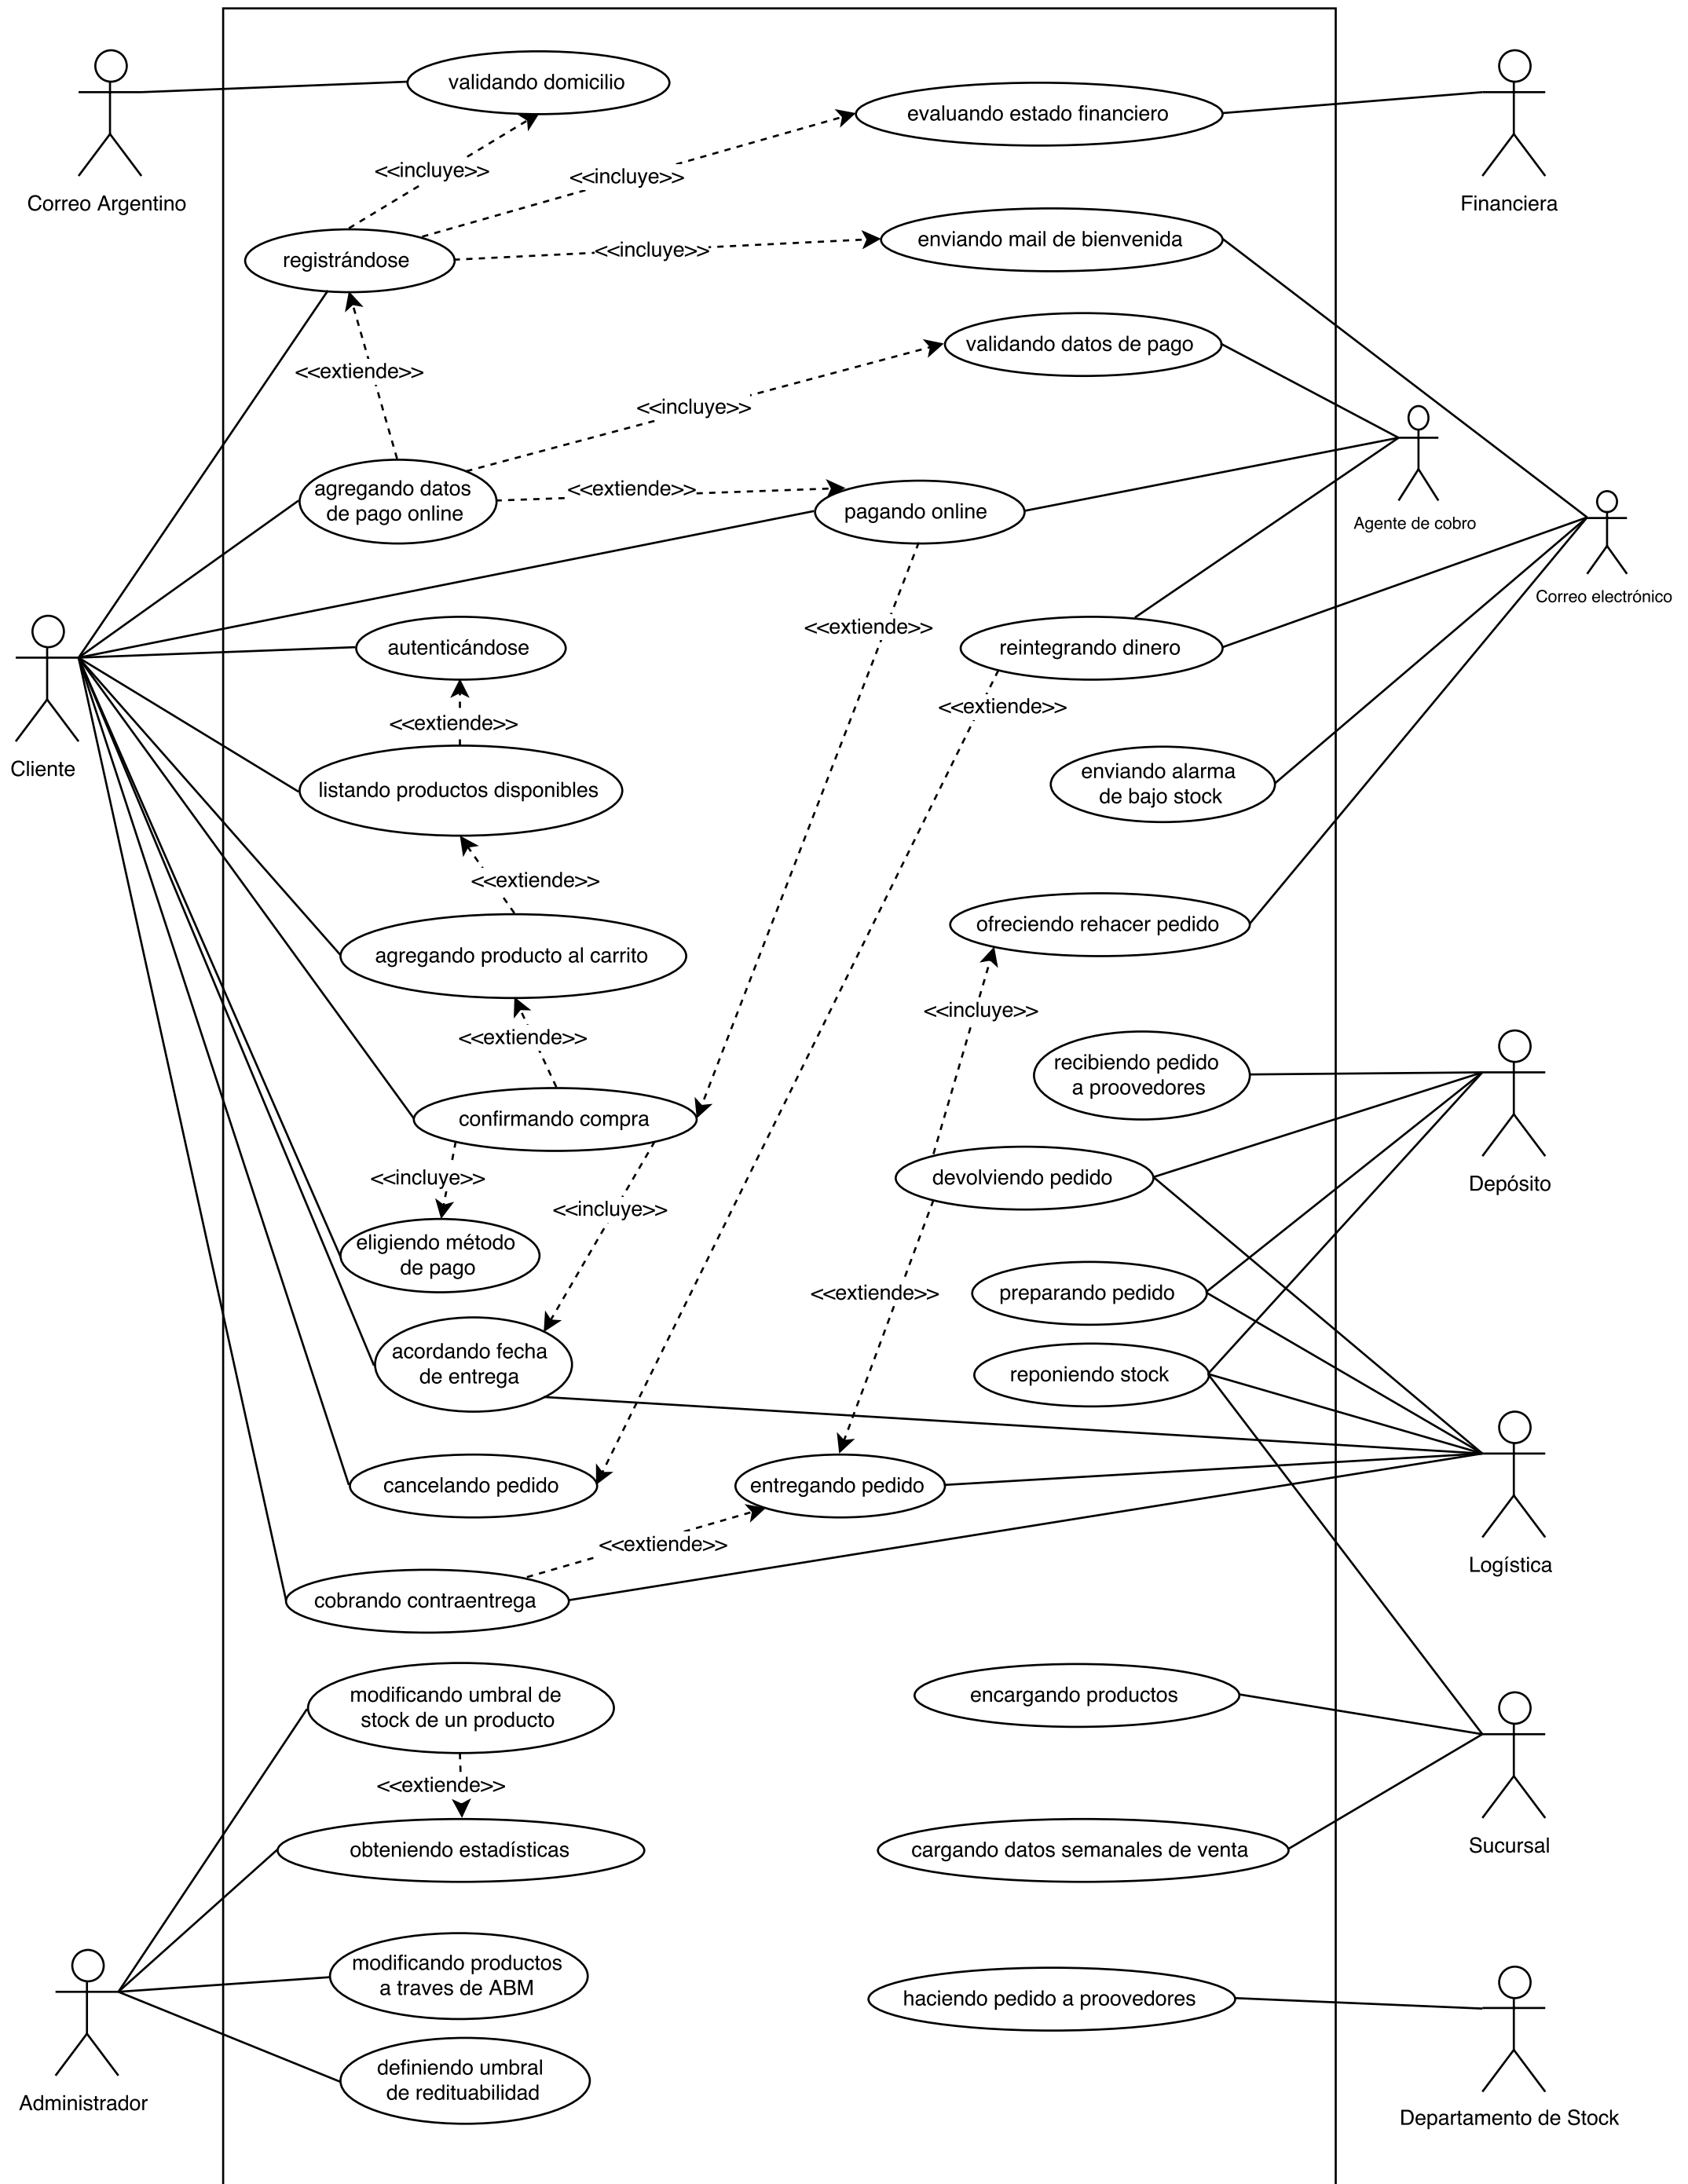 validando domicilio
evaluando estado financiero
<<incluye>>
<<incluye>>
Correo Argentino
Financiera
enviando mail de bienvenida
<<incluye>>
registrándose
validando datos de pago
<<extiende>>
<<incluye>>
agregando datos
de pago online
<<extiende>>
pagando online
Agente de cobro
Correo electrónico
<<extiende>>
autenticándose
reintegrando dinero
<<extiende>>
<<extiende>>
Cliente
enviando alarma
de bajo stock
listando productos disponibles
<<extiende>>
ofreciendo rehacer pedido
agregando producto al carrito
<<incluye>>
<<extiende>>
recibiendo pedido
a proovedores
confirmando compra
<<incluye>>
devolviendo pedido
Depósito
<<incluye>>
eligiendo método
de pago
<<extiende>>
preparando pedido
acordando fecha
de entrega
reponiendo stock
cancelando pedido
entregando pedido
<<extiende>>
Logística
cobrando contraentrega
modificando umbral de
stock de un producto
encargando productos
<<extiende>>
obteniendo estadísticas
cargando datos semanales de venta
Sucursal
modificando productos
a traves de ABM
haciendo pedido a proovedores
definiendo umbral
de redituabilidad
Administrador
Departamento de Stock